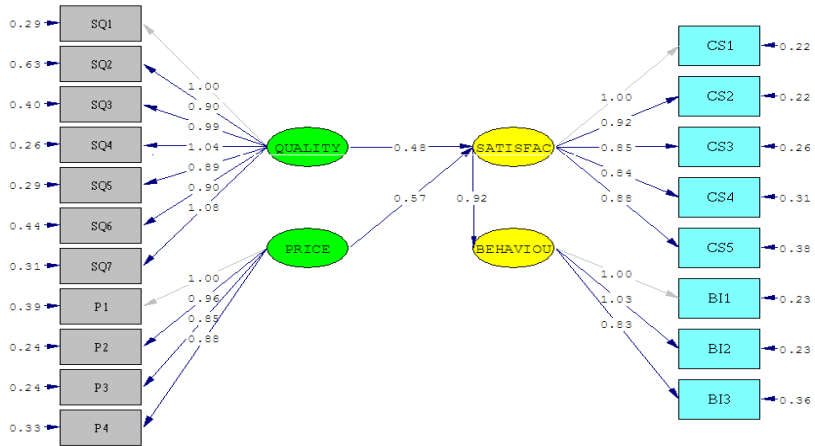 0.29 SQ1
0.63 SQ2
0.40 SQ3
0.26 SQ4
0.29 SQ5
0.44 SQ6
0.31 SQ7
0.39 P1
0.24 P2
0.24 P3
0.33 P4
1.00
0.90
0.99
1.04
0.89
0.90
1.08
1.00
0.96
0.85
0.88
QUALITY
PRICE
0.48
0.57
SATISFAC
0.92
BEHAVIOU
1.00
0.92
0.85
0.84
0.88
1.00
1.03
0.83
CS1 0.22
CS2 0.22
CS3 0.26
CS4 0.31
CS5 0.38
BI1 0.23
BI2 0.23
BI3 0.36